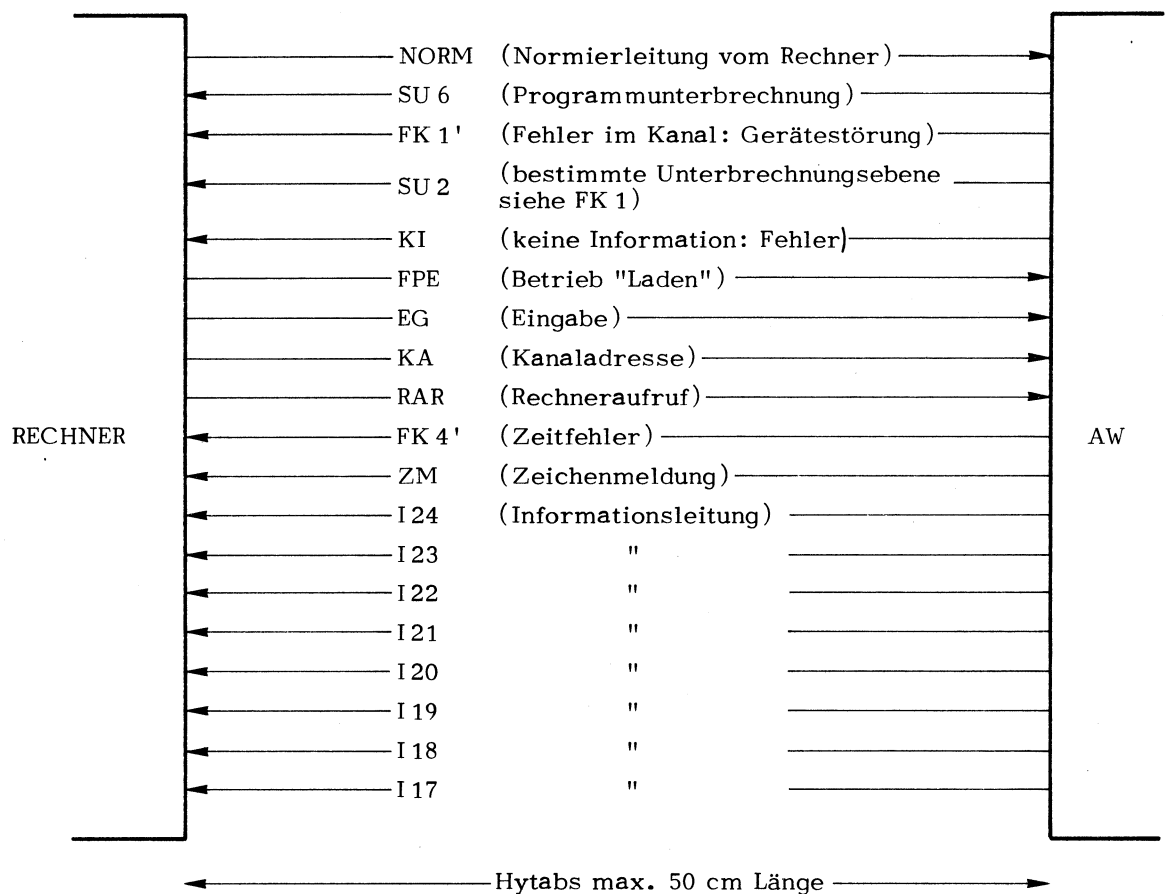 NORM (Normierleitung vom Rechner)
SU 6 (Programmunterbrechnung)
FK 1' (Fehler im Kanal: Gerätestörung)
SU 2 (bestimmte Unterbrechnungsebene
siehe FK 1)
KI (keine Information: Fehler)
FPE (Betrieb "Laden")
EG (Eingabe)
KA (Kanaladresse)
RAR (Rechneraufruf)
RECHNER FK 4' (Zeitfehler) AW
ZM (Zeichenmeldung)
I 24 (Informationsleitung)
I 23 "
I 22 "
I 21 "
I 20 "
I 19 "
I 18 "
I 17 "
Hytabs max. 50 cm Länge